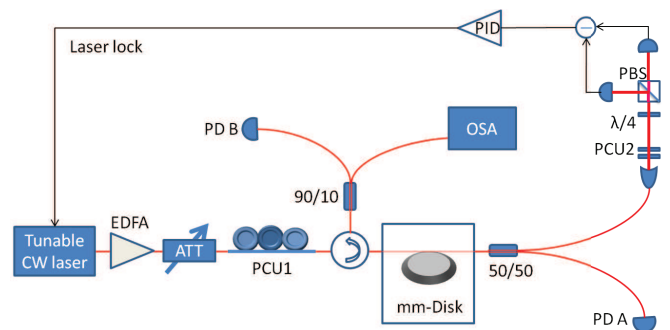 PID
Laser lock
PBS
PD B
OSA
λ/4
PCU2
90/10
EDFA
Tunable
CW laser
ATT
PCU1
50/50
mm-Disk
PD A